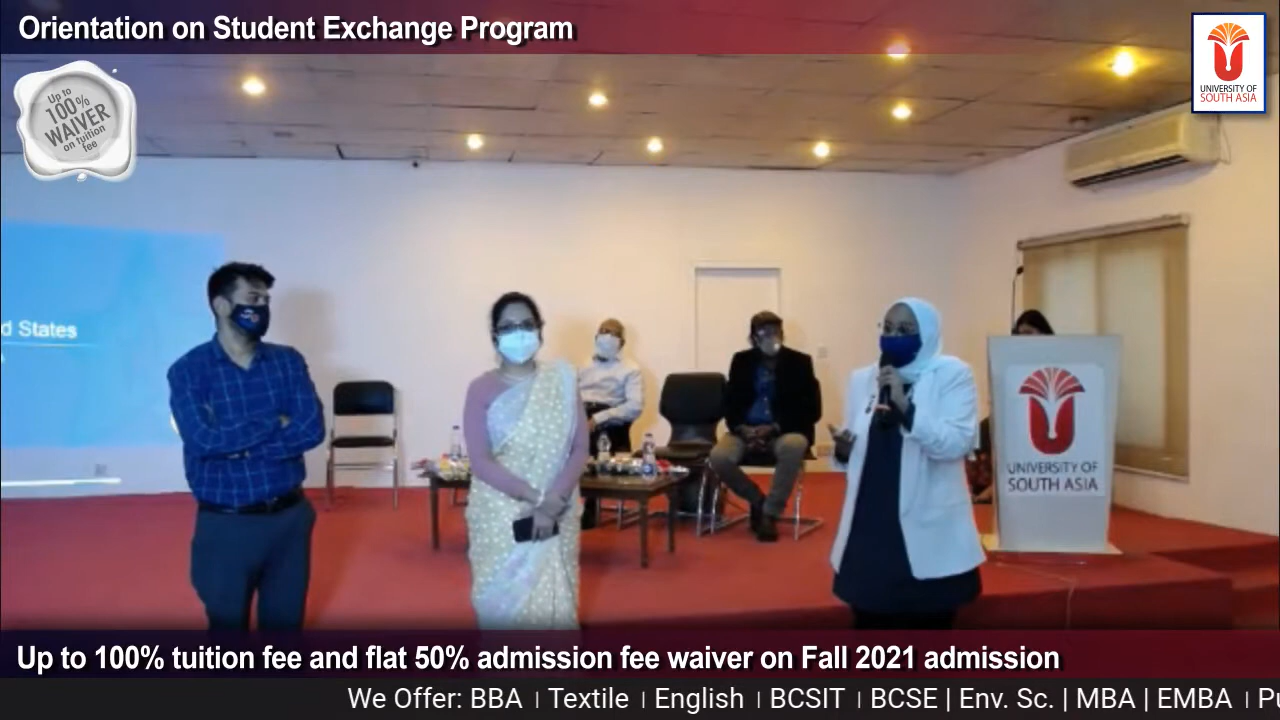 Orientation on Student Exchange Program
UNIVERSITY OF
SOUTH ASIA
Up to
100%
WAIVER
on tuition
fee
d States
UNIVERSITY OF
SOUTH ASIA
Up to 100% tuition fee and flat 50% admission fee waiver on Fall 2021 admission
We Offer: BBA | Textile | English | BCSIT | BCSE | Env. Sc. | MBA | EMBA | Pu